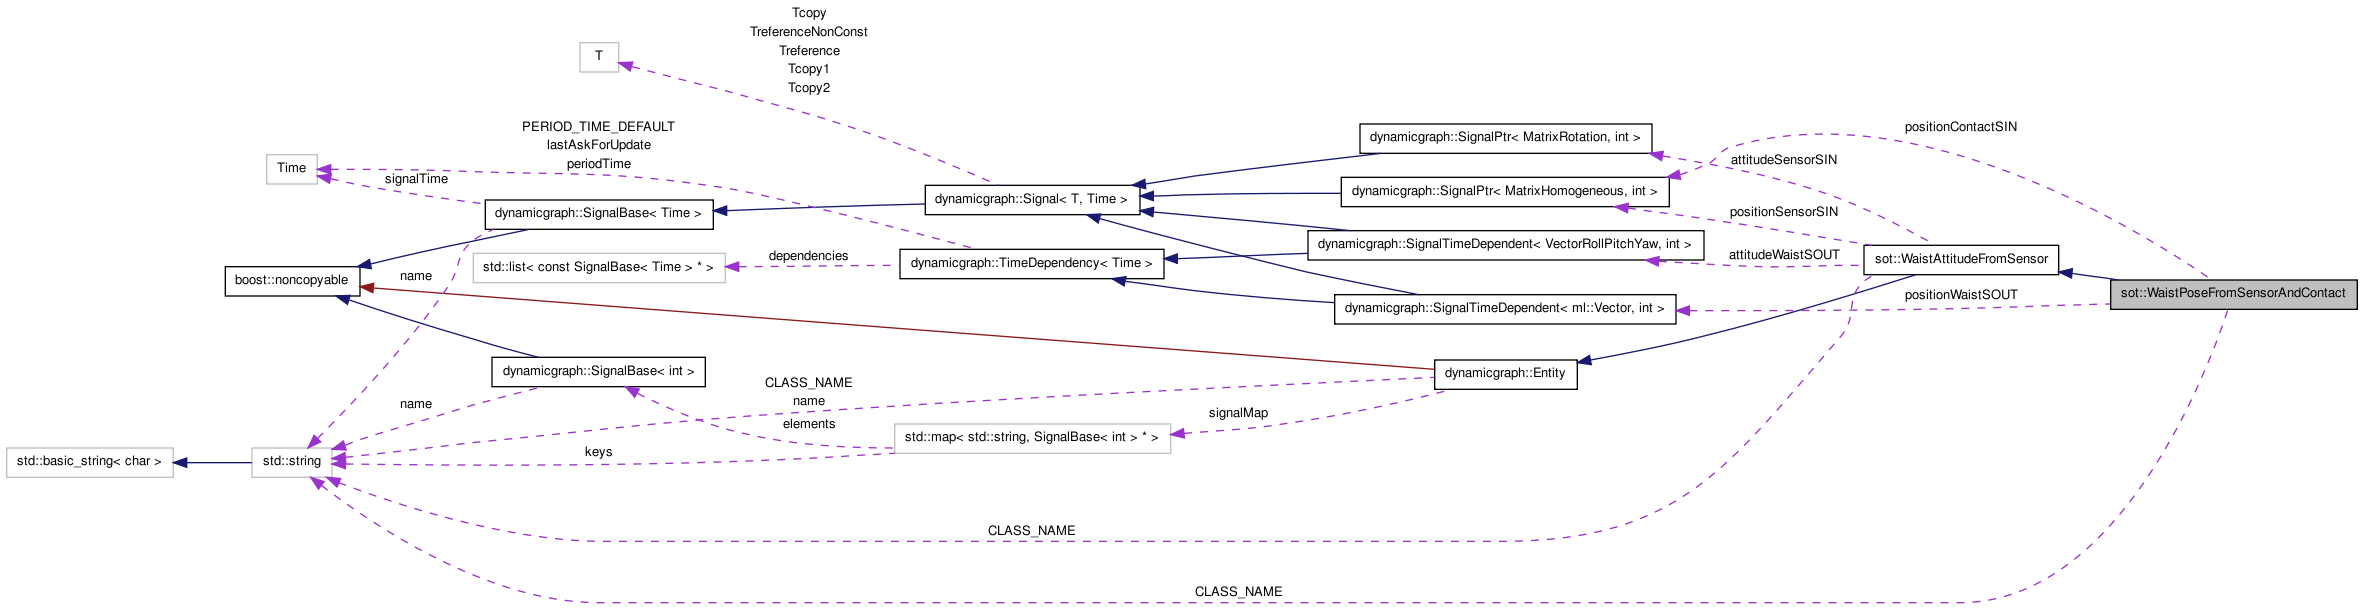 Tcopy
TreferenceNonConst
Treference
Tcopy1
Tcopy2
T
PERIOD_TIME_DEFAULT
lastAskForUpdate
periodTime
Time
signalTime
dynamicgraph::SignalBase< Time >
boost::noncopyable
name
std::list< const SignalBase< Time > * >
dependencies
dynamicgraph::Signal< T, Time >
dynamicgraph::TimeDependency< Time >
dynamicgraph::SignalPtr< MatrixRotation, int >
dynamicgraph::SignalPtr< MatrixHomogeneous, int >
dynamicgraph::SignalTimeDependent< VectorRollPitchYaw, int >
dynamicgraph::SignalTimeDependent< ml::Vector, int >
positionContactSIN
attitudeSensorSIN
positionSensorSIN
attitudeWaistSOUT
sot::WaistAttitudeFromSensor
positionWaistSOUT
sot::WaistPoseFromSensorAndContact
dynamicgraph::SignalBase< int >
name
CLASS_NAME
name
elements
dynamicgraph::Entity
signalMap
std::map< std::string, SignalBase< int > * >
keys
std::basic_string< char >
std::string
CLASS_NAME
CLASS_NAME